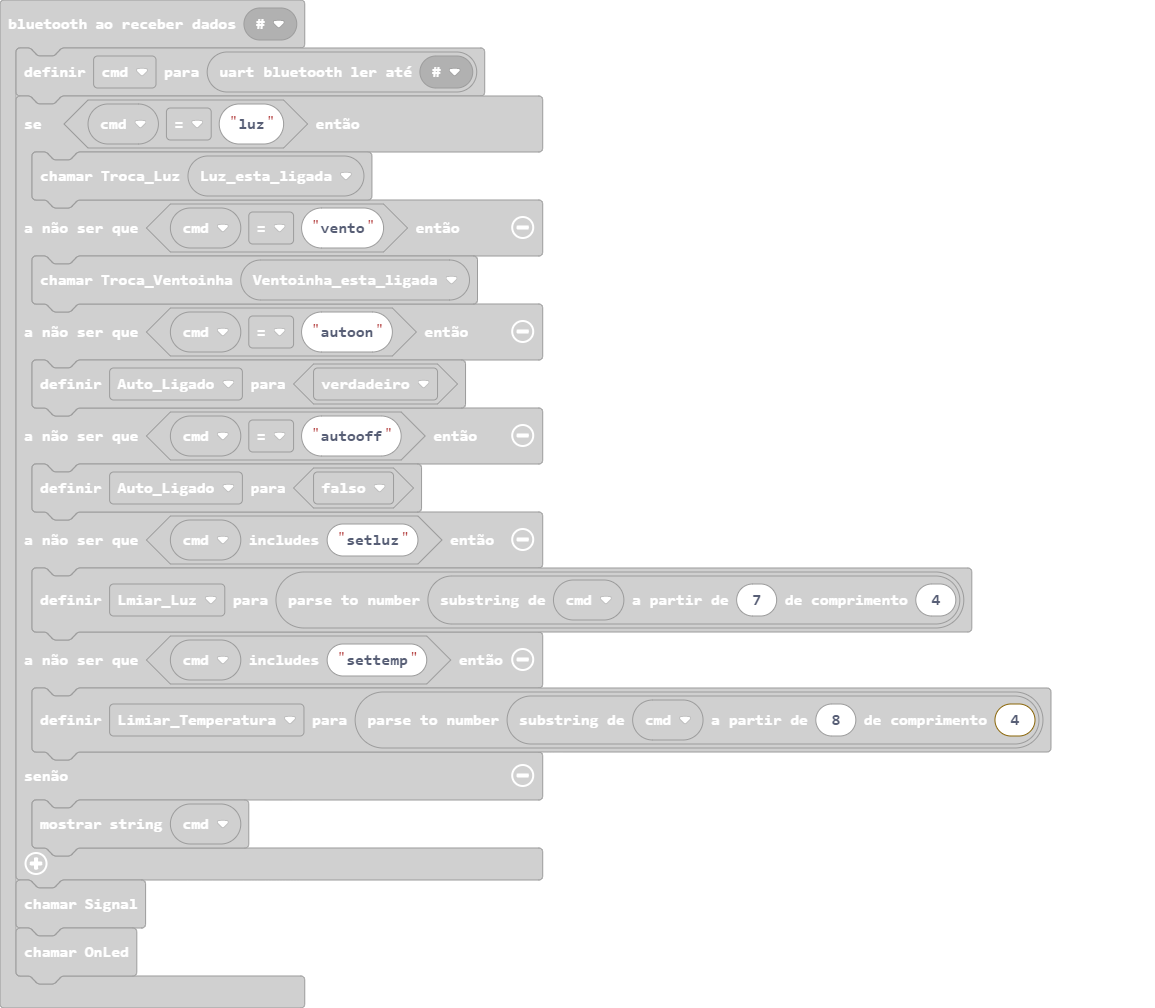 bluetooth ao receber dados #
definir cmd para uart bluetooth ler até #
se cmd = "luz" então
chamar Troca_Luz Luz_esta_ligada
a não ser que cmd = "vento" então
chamar Troca_Ventoinha Ventoinha_esta_ligada
a não ser que cmd = "autoon" então
definir Auto_Ligado para verdadeiro
a não ser que cmd = "autooff" então
definir Auto_Ligado para falso
a não ser que cmd includes "setluz" então
definir Lmiar_Luz para parse to number substring de cmd a partir de 7 de comprimento 4
a não ser que cmd includes "settemp" então
definir Limiar_Temperatura para parse to number substring de cmd a partir de 8 de comprimento 4
senão
mostrar string cmd
chamar Signal
chamar OnLed